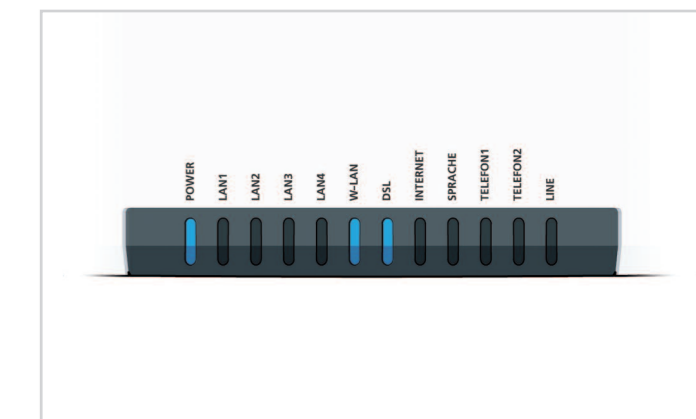 POWER
LAN1
LAN2
LAN3
LAN4
W-LAN
DSL
INTERNET
SPRACHE
TELEFON1
TELEFON2
LINE